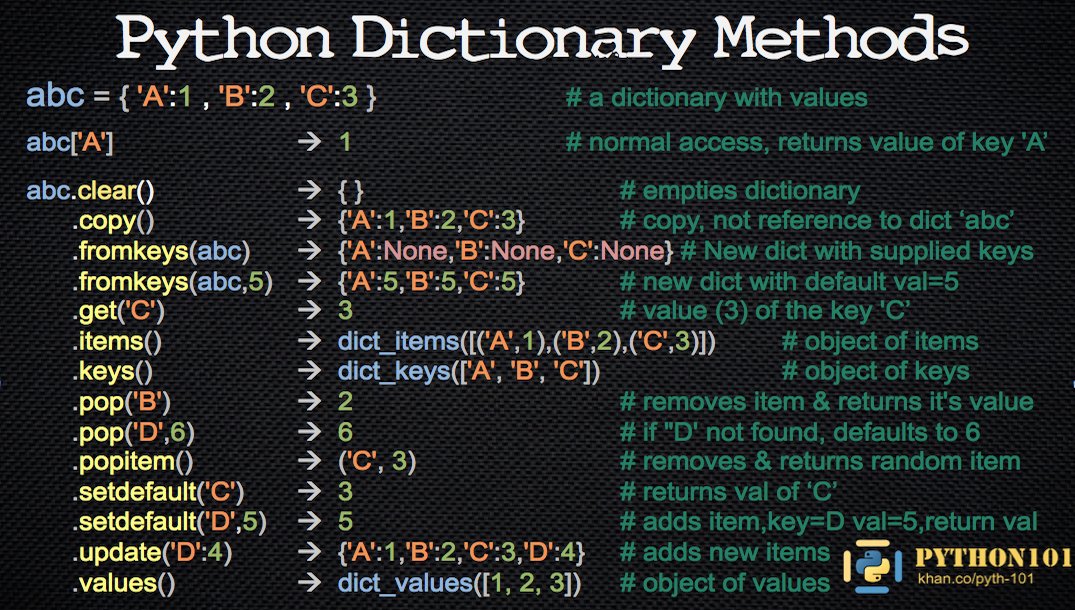 Python Dictionary Methods
abc = { 'A':1 , 'B':2 , 'C':3 } # a dictionary with values
abc['A'] → 1 # normal access, returns value of key 'A’
abc.clear() → { } # empties dictionary
.copy() → {'A':1,'B':2,'C':3} # copy, not reference to dict ‘abc’
.fromkeys(abc) → {'A':None,'B':None,'C':None} # New dict with supplied keys
.fromkeys(abc,5) → {'A':5,'B':5,'C':5} # new dict with default val=5
.get('C') → 3 # value (3) of the key 'C’
.items() → dict_items([('A',1),('B',2),('C',3)]) # object of items
.keys() → dict_keys(['A', 'B', 'C']) # object of keys
.pop('B') → 2 # removes item & returns it's value
.pop('D',6) → 6 # if "D' not found, defaults to 6
.popitem() → ('C', 3) # removes & returns random item
.setdefault('C') → 3 # returns val of ‘C’
.setdefault('D',5) → 5 # adds item,key=D val=5,return val
.update('D':4) → {'A':1,'B':2,'C':3,'D':4} # adds new items
.values() → dict_values([1, 2, 3]) # object of values
PYTHON101
khan.co/pyth-101